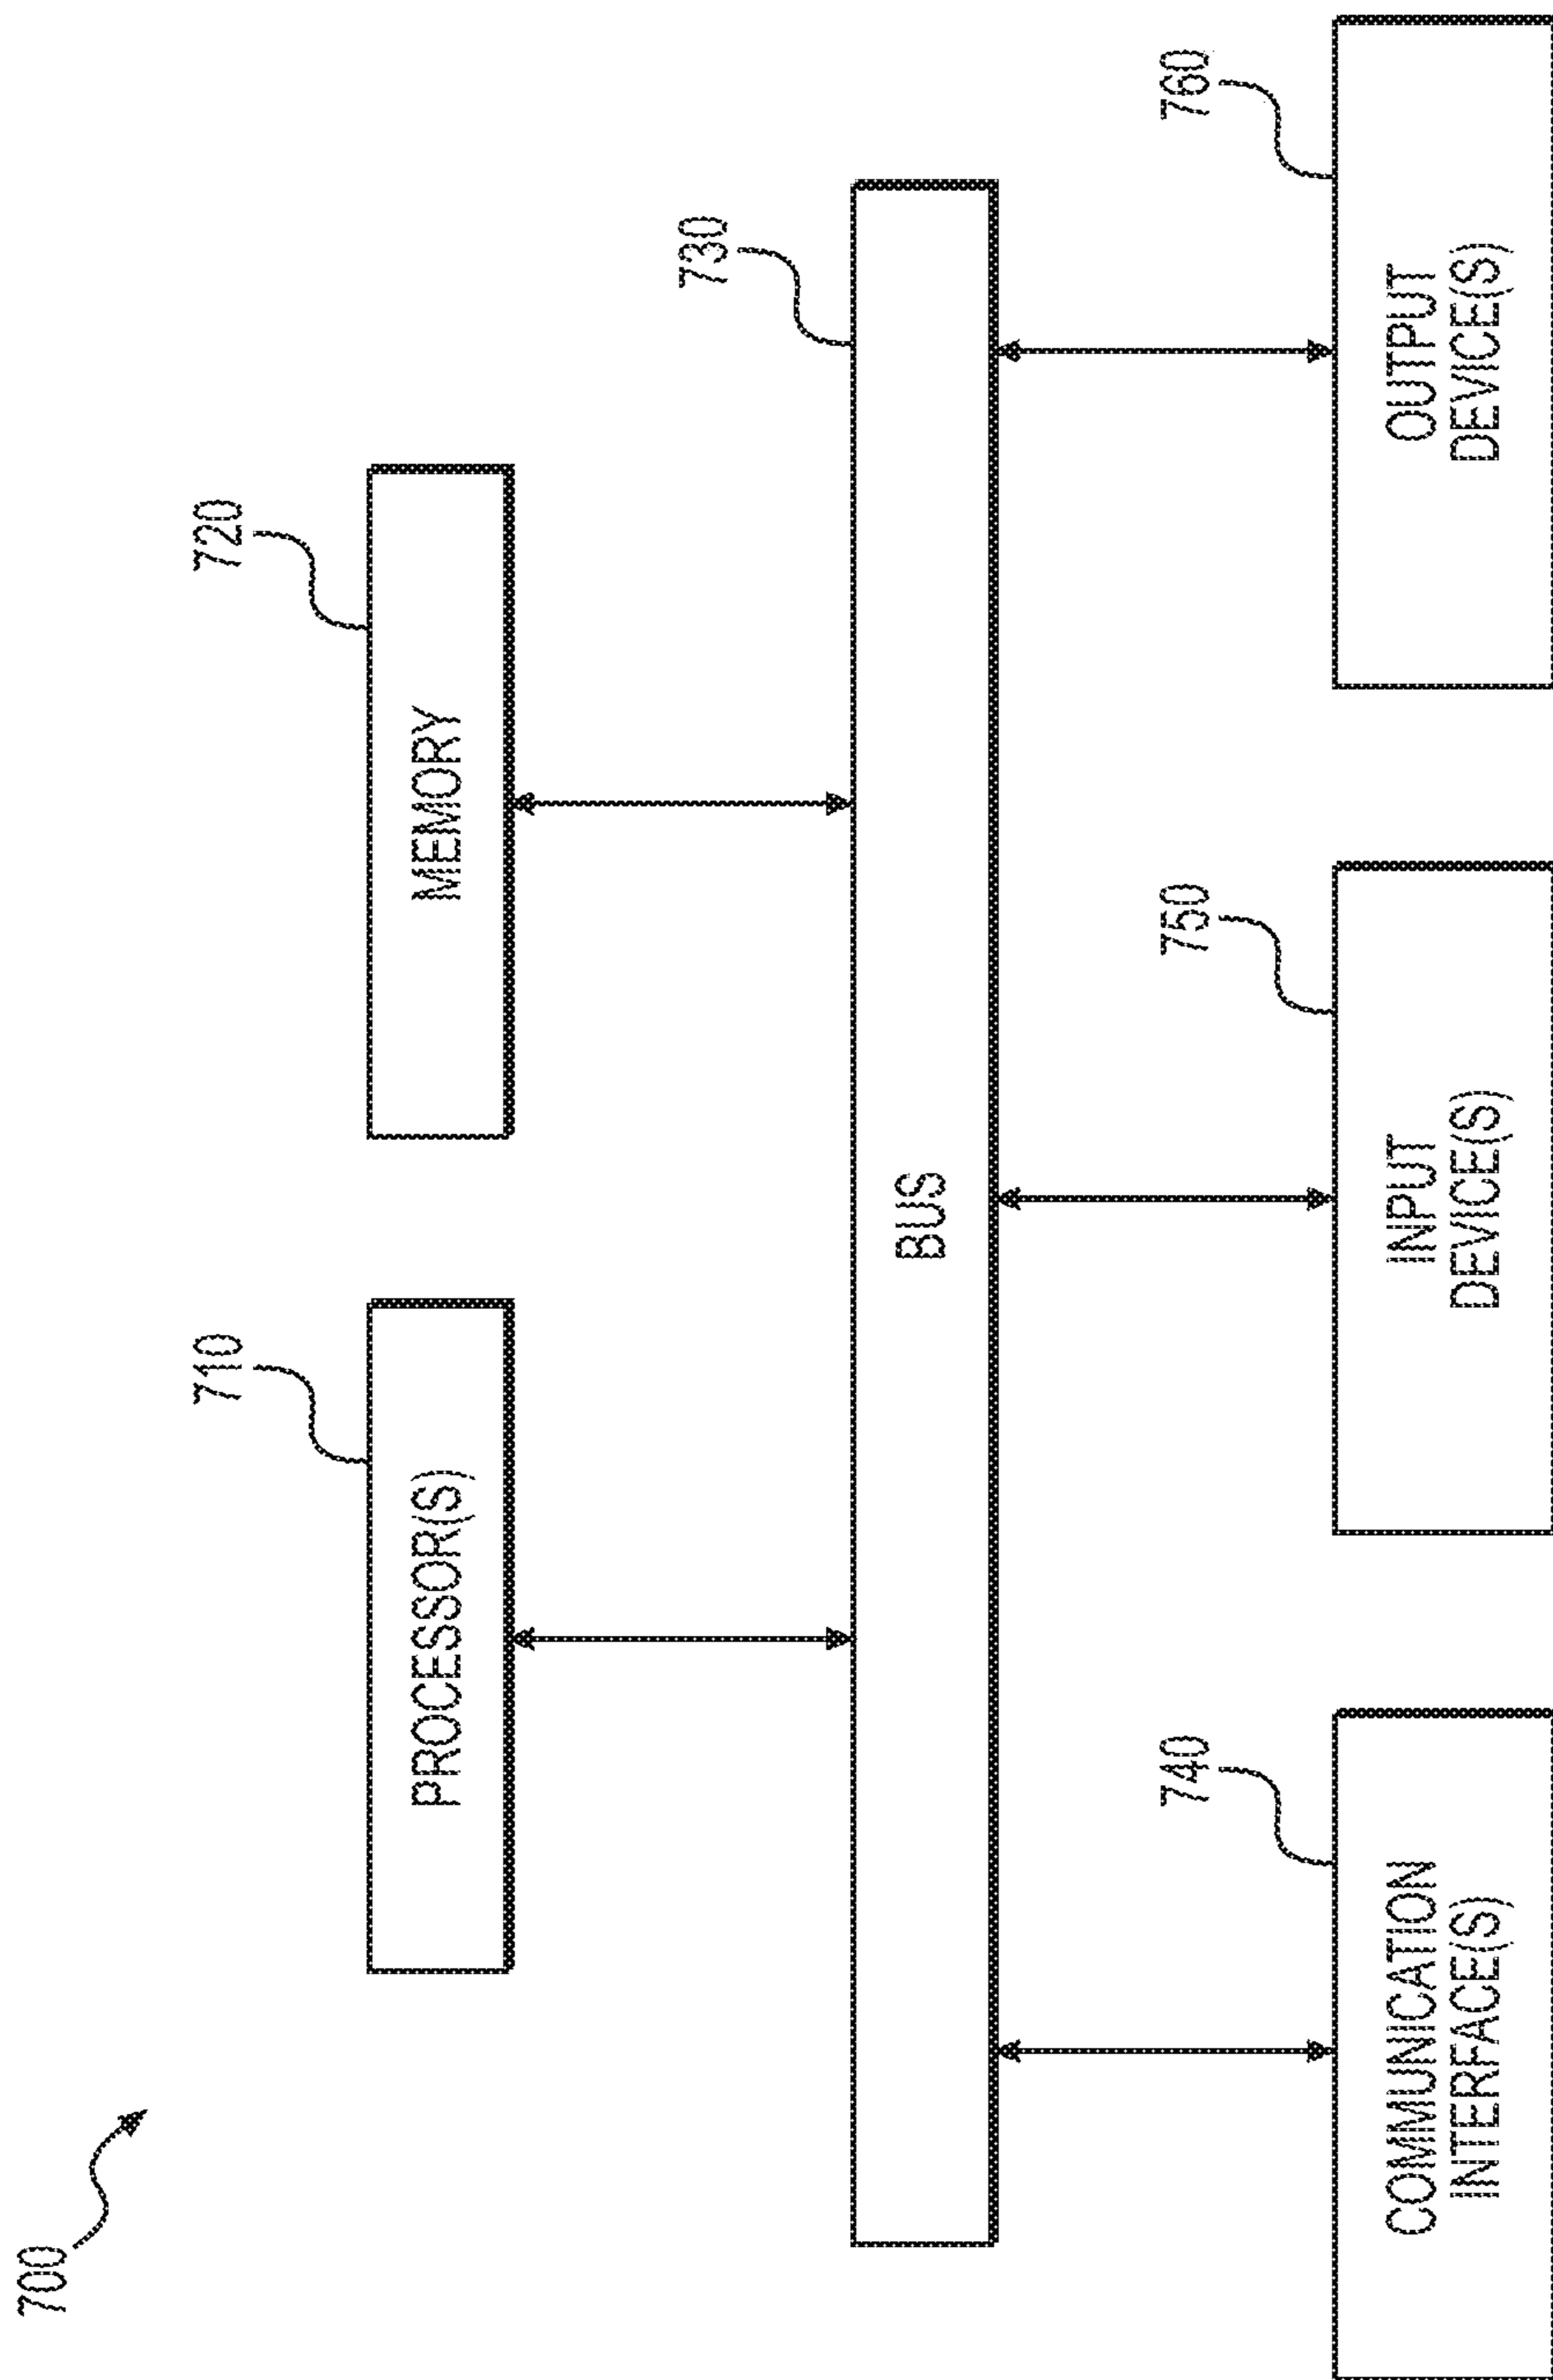 700
710
PROCESSOR(S)
720
MEMORY
730
BUS
740
COMMUNICATION
INTERFACE(S)
750
INPUT
DEVICE(S)
760
OUTPUT
DEVICE(S)